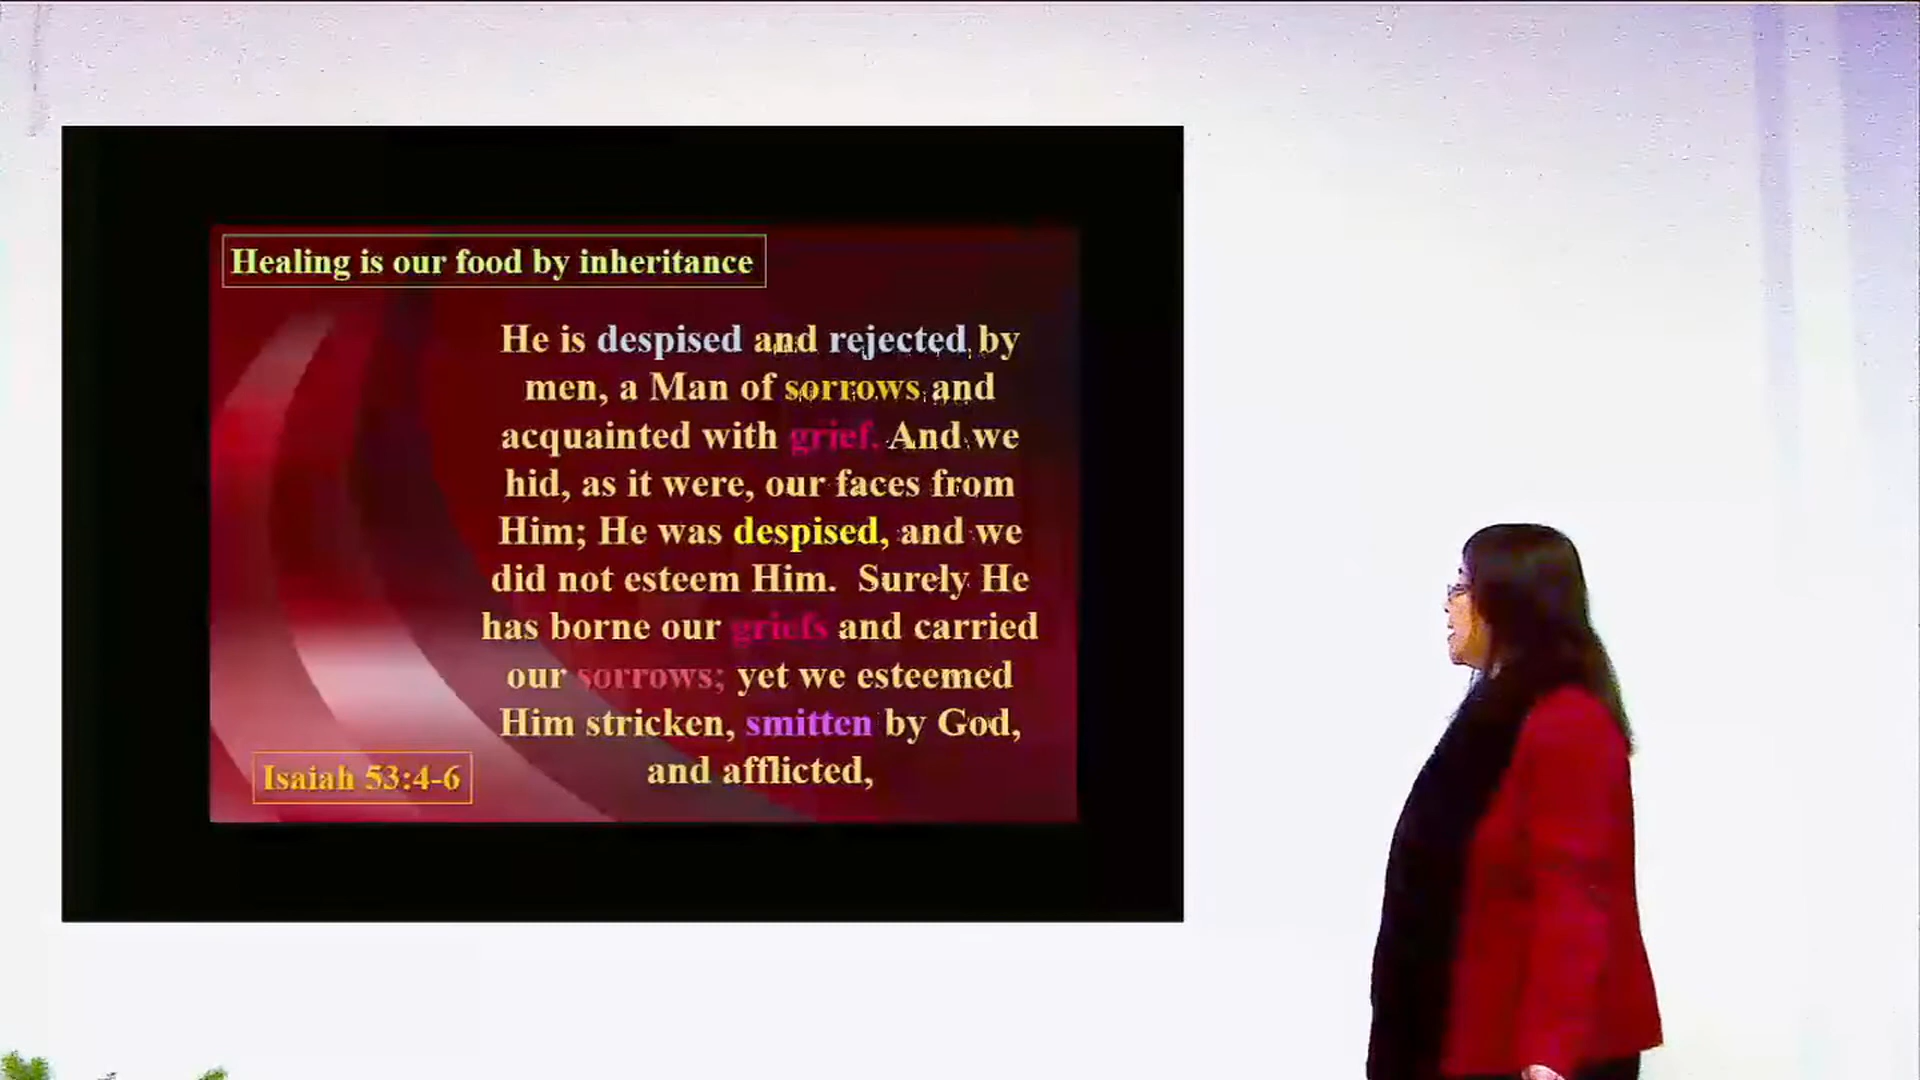 Healing is our food by inheritance
He is despised and rejected by
men, a Man of sorrows and
acquainted with grief. And we
hid, as it were, our faces from
Him; He was despised, and we
did not esteem Him. Surely He
has borne our griefs and carried
our sorrows; yet we esteemed
Him stricken, smitten by God,
and afflicted,
Isaiah 53:4-6